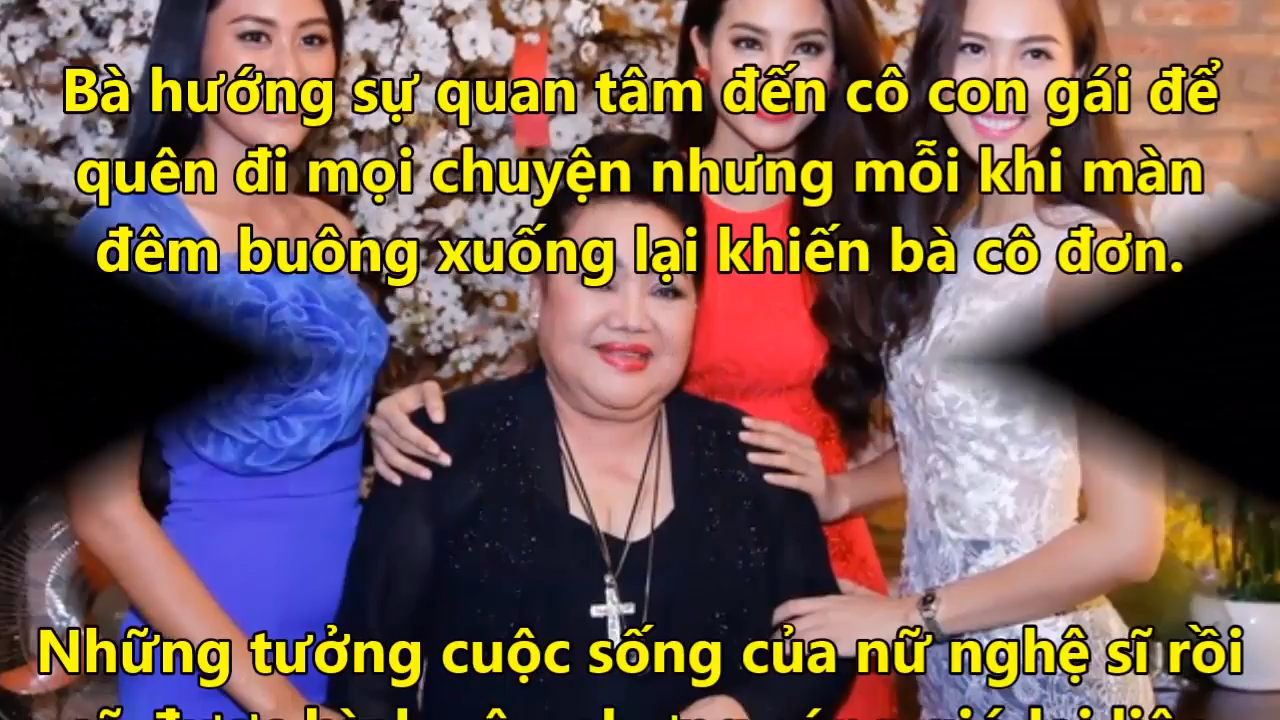 Bà hướng sự quan tâm đến cô con gái để
quên đi mọi chuyện nhưng mỗi khi màn
đêm buông xuống lại khiến bà cô đơn.
Những tưởng cuộc sống của nữ nghệ sĩ rồi